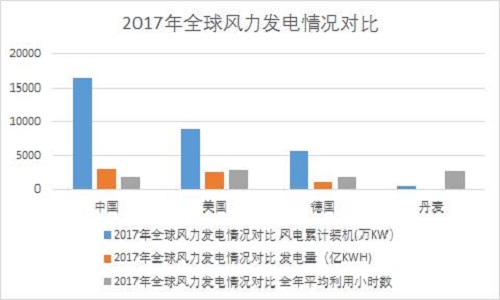 2017年全球风力发电情况对比
20000
15000
10000
5000
0
中国 美国 德国 丹麦
2017年全球风力发电情况对比 风电累计装机(万KW)
2017年全球风力发电情况对比 发电量（亿KWH)
2017年全球风力发电情况对比 全年平均利用小时数